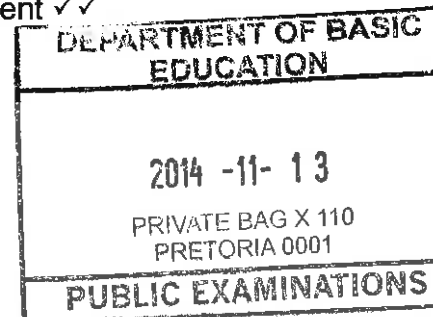 ent ✓✓
DEPARTMENT OF BASIC
EDUCATION
2014 -11- 13
PRIVATE BAG X 110
PRETORIA 0001
PUBLIC EXAMINATIONS